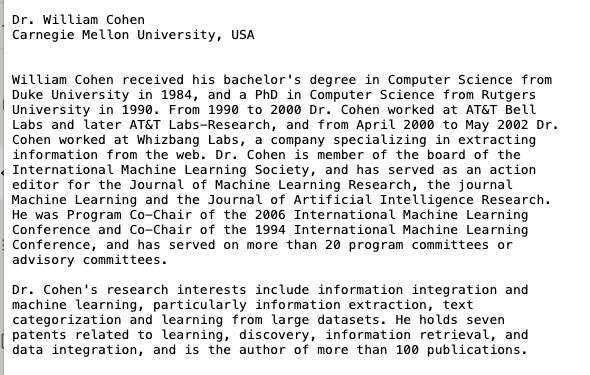 Dr. William Cohen
Carnegie Mellon University, USA
William Cohen received his bachelor's degree in Computer Science from
Duke University in 1984, and a PhD in Computer Science from Rutgers
University in 1990. From 1990 to 2000 Dr. Cohen worked at AT&T Bell
Labs and later AT&T Labs-Research, and from April 2000 to May 2002 Dr.
Cohen worked at Whizbang Labs, a company specializing in extracting
information from the web. Dr. Cohen is member of the board of the
International Machine Learning Society, and has served as an action
editor for the Journal of Machine Learning Research, the journal
Machine Learning and the Journal of Artificial Intelligence Research.
He was Program Co-Chair of the 2006 International Machine Learning
Conference and Co-Chair of the 1994 International Machine Learning
Conference, and has served on more than 20 program committees or
advisory committees.
Dr. Cohen's research interests include information integration and
machine learning, particularly information extraction, text
categorization and learning from large datasets. He holds seven
patents related to learning, discovery, information retrieval, and
data integration, and is the author of more than 100 publications.